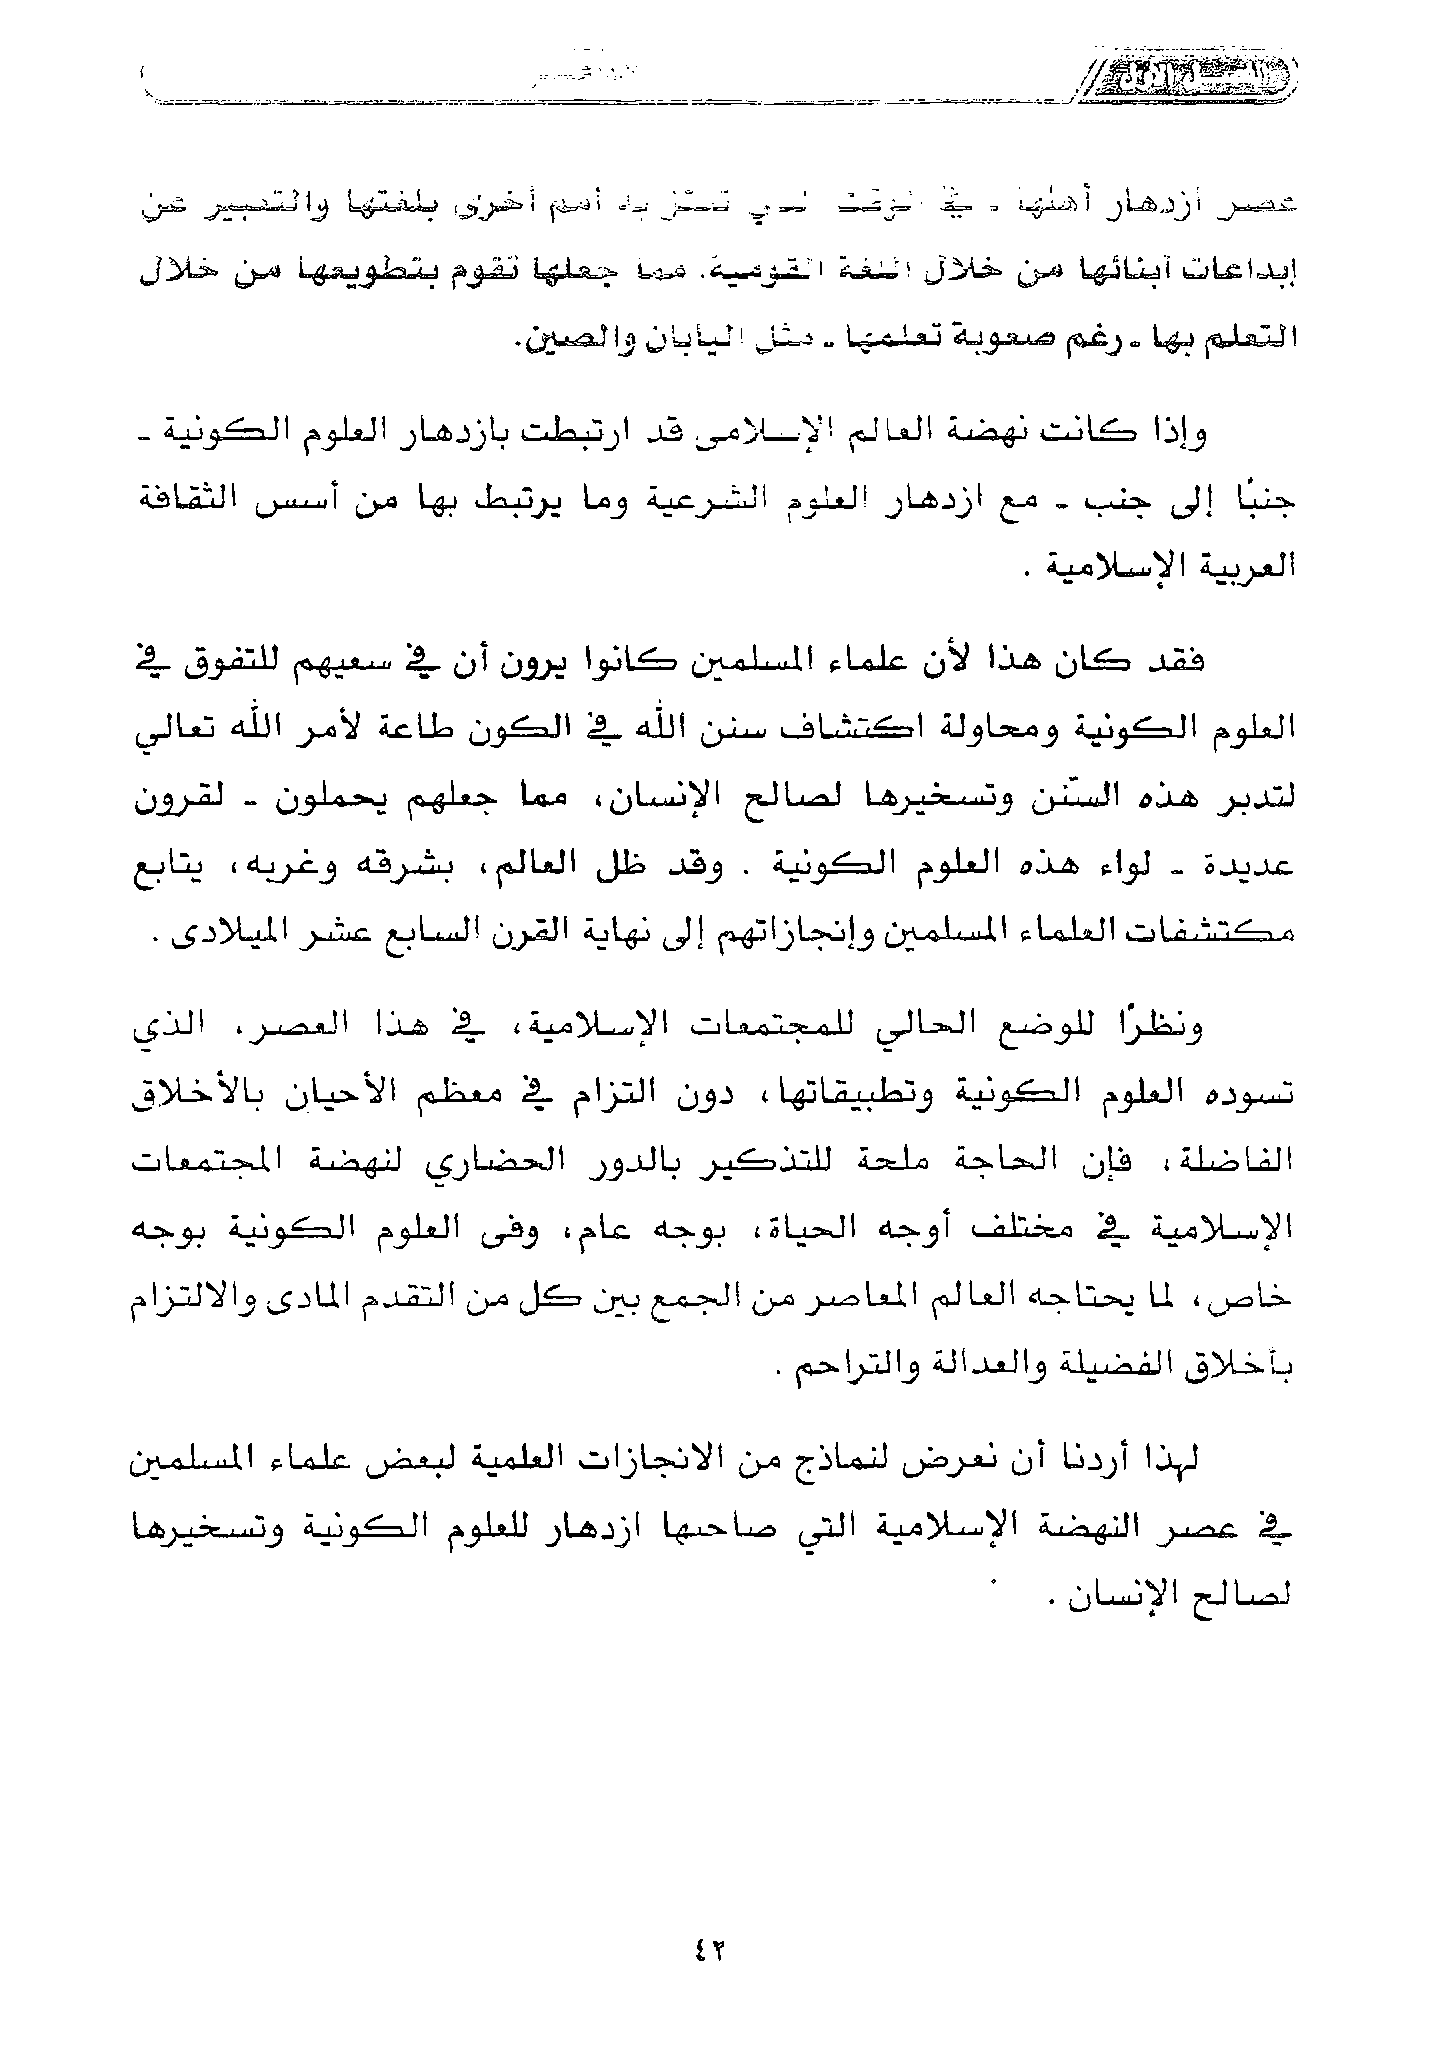 الفصل الأول
عصر ازدهار أهلها - في الوقت الذي تعتز به أمم أخرى بلغتها والتعبير عن
إبداعات أبنائها من خلال اللغة القومية. مما جعلها تقوم بتطويعها من خلال
التعلم بها - رغم صعوبة تعلمها - مثل اليابان والصين.
وإذا كانت نهضة العالم الإسلامى قد ارتبطت بازدهار العلوم الكونية -
جنبًا إلى جنب - مع ازدهار العلوم الشرعية وما يرتبط بها من أسس الثقافة
العربية الإسلامية .
فقد كان هذا لأن علماء المسلمين كانوا يرون أن في سعيهم للتفوق في
العلوم الكونية ومحاولة اكتشاف سنن الله في الكون طاعة لأمر الله تعالي
لتدبر هذه السنّن وتسخيرها لصالح الإنسان، مما جعلهم يحملون - لقرون
عديدة - لواء هذه العلوم الكونية . وقد ظل العالم، بشرقه وغربه، يتابع
مكتشفات العلماء المسلمين وإنجازاتهم إلى نهاية القرن السابع عشر الميلادى .
ونظرًا للوضع الحالي للمجتمعات الإسلامية، في هذا العصر، الذي
تسوده العلوم الكونية وتطبيقاتها، دون التزام في معظم الأحيان بالأخلاق
الفاضلة، فإن الحاجة ملحة للتذكير بالدور الحضاري لنهضة المجتمعات
الإسلامية في مختلف أوجه الحياة، بوجه عام، وفى العلوم الكونية بوجه
خاص، لما يحتاجه العالم المعاصر من الجمع بين كل من التقدم المادى والالتزام
بأخلاق الفضيلة والعدالة والتراحم .
لهذا أردنا أن نعرض لنماذج من الانجازات العلمية لبعض علماء المسلمين
في عصر النهضة الإسلامية التي صاحبها ازدهار للعلوم الكونية وتسخيرها
لصالح الإنسان .
٤٢